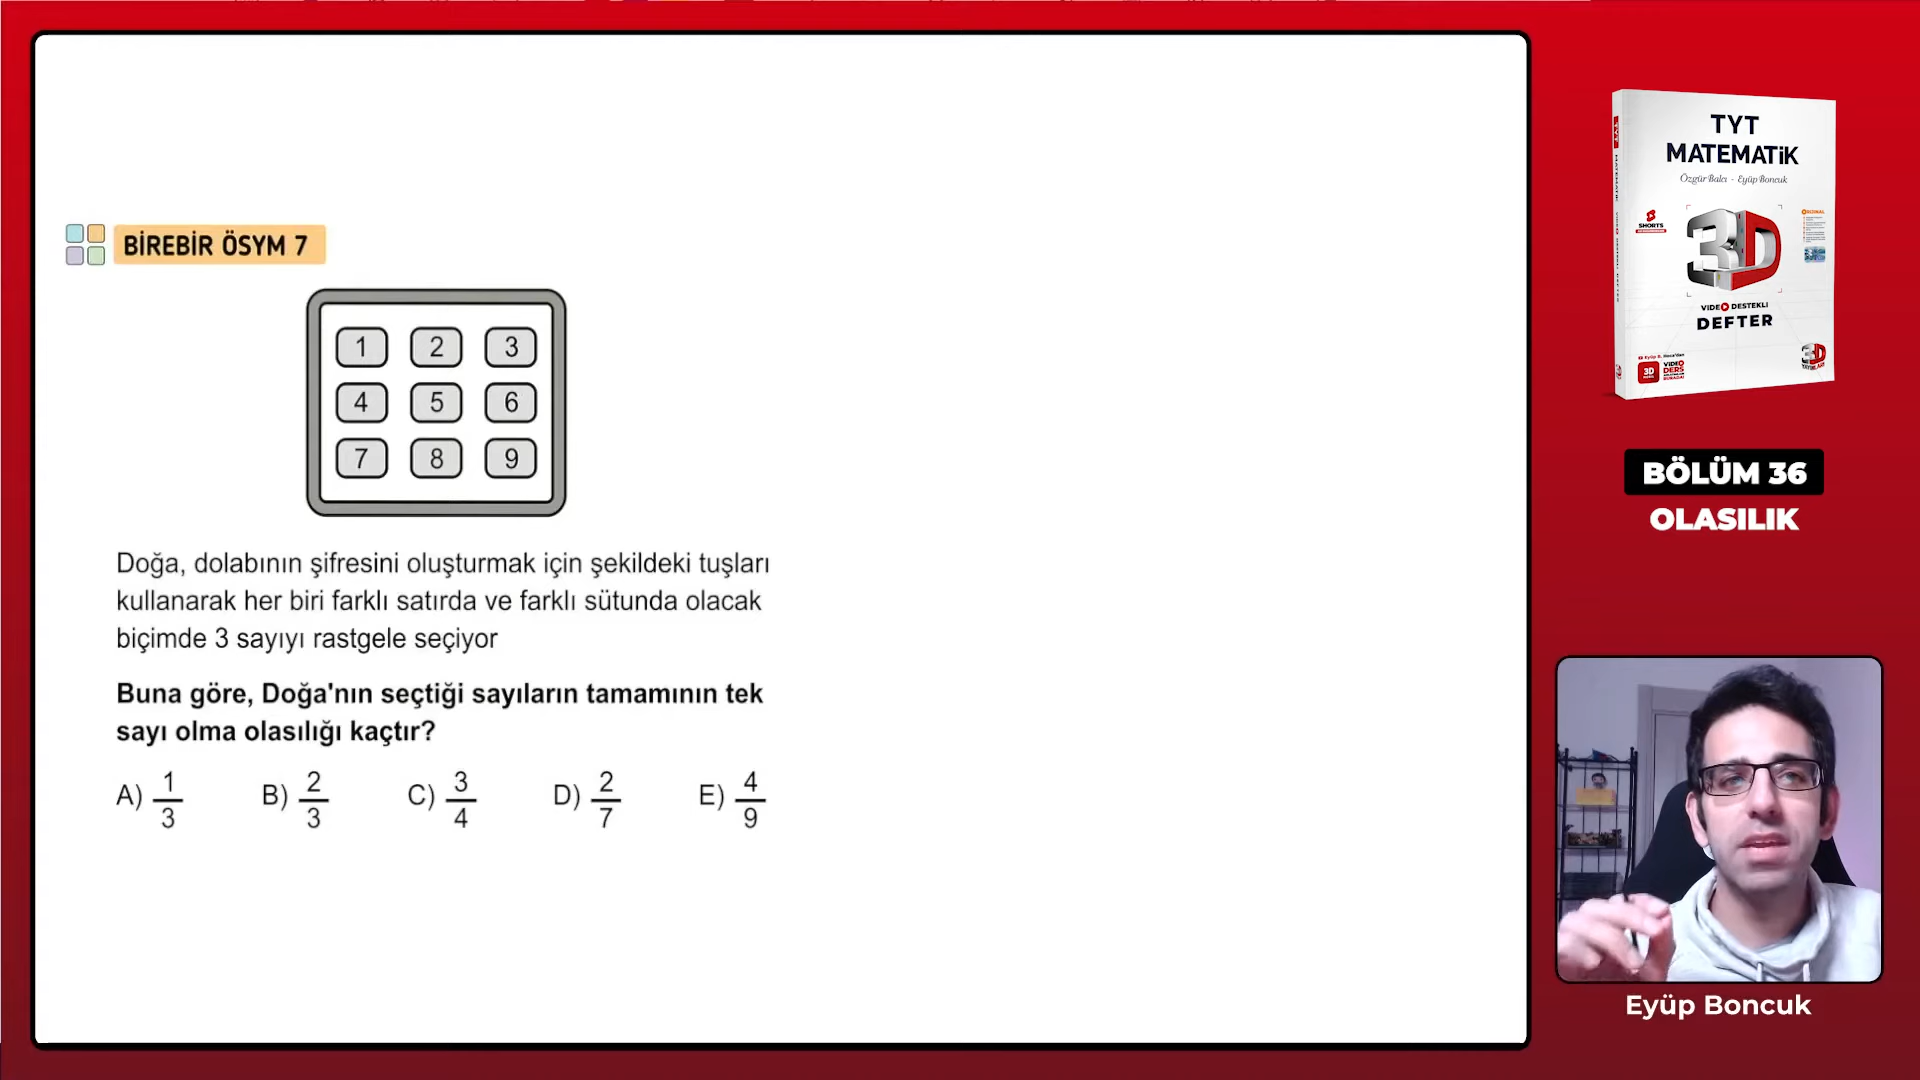 BİREBİR ÖSYM 7
1 2 3
4 5 6
7 8 9
Doğa, dolabının şifresini oluşturmak için şekildeki tuşları
kullanarak her biri farklı satırda ve farklı sütunda olacak
biçimde 3 sayıyı rastgele seçiyor
Buna göre, Doğa'nın seçtiği sayıların tamamının tek
sayı olma olasılığı kaçtır?
A) 1/3 B) 2/3 C) 3/4 D) 2/7 E) 4/9
TYT
MATEMATİK
Özgür Balcı - Eyüp Boncuk
SHORTS
3D
VIDEO DESTEKLİ
DEFTER
BÖLÜM 36
OLASILIK
Eyüp Boncuk